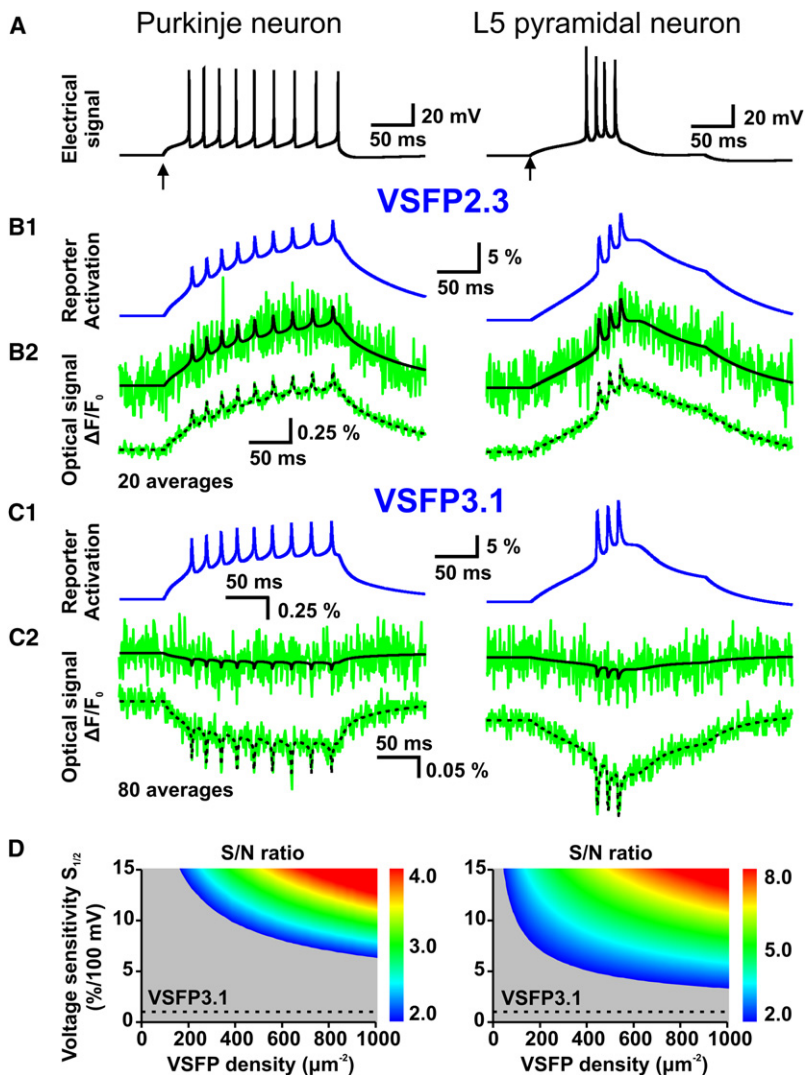 A
Purkinje neuron
L5 pyramidal neuron
Electrical
signal
20 mV
50 ms
20 mV
50 ms
VSFP2.3
B1
Reporter
Activation
5 %
50 ms
B2
Optical signal
ΔF/F₀
0.25 %
50 ms
20 averages
VSFP3.1
C1
Reporter
Activation
50 ms
0.25 %
5 %
50 ms
C2
Optical signal
ΔF/F₀
50 ms
0.05 %
80 averages
D
S/N ratio
S/N ratio
Voltage sensitivity S₁/₂
(%/100 mV)
15
10
5
0
VSFP3.1
0 200 400 600 800 1000
VSFP density (µm⁻²)
4.0
3.0
2.0
15
10
5
0
VSFP3.1
0 200 400 600 800 1000
VSFP density (µm⁻²)
8.0
5.0
2.0